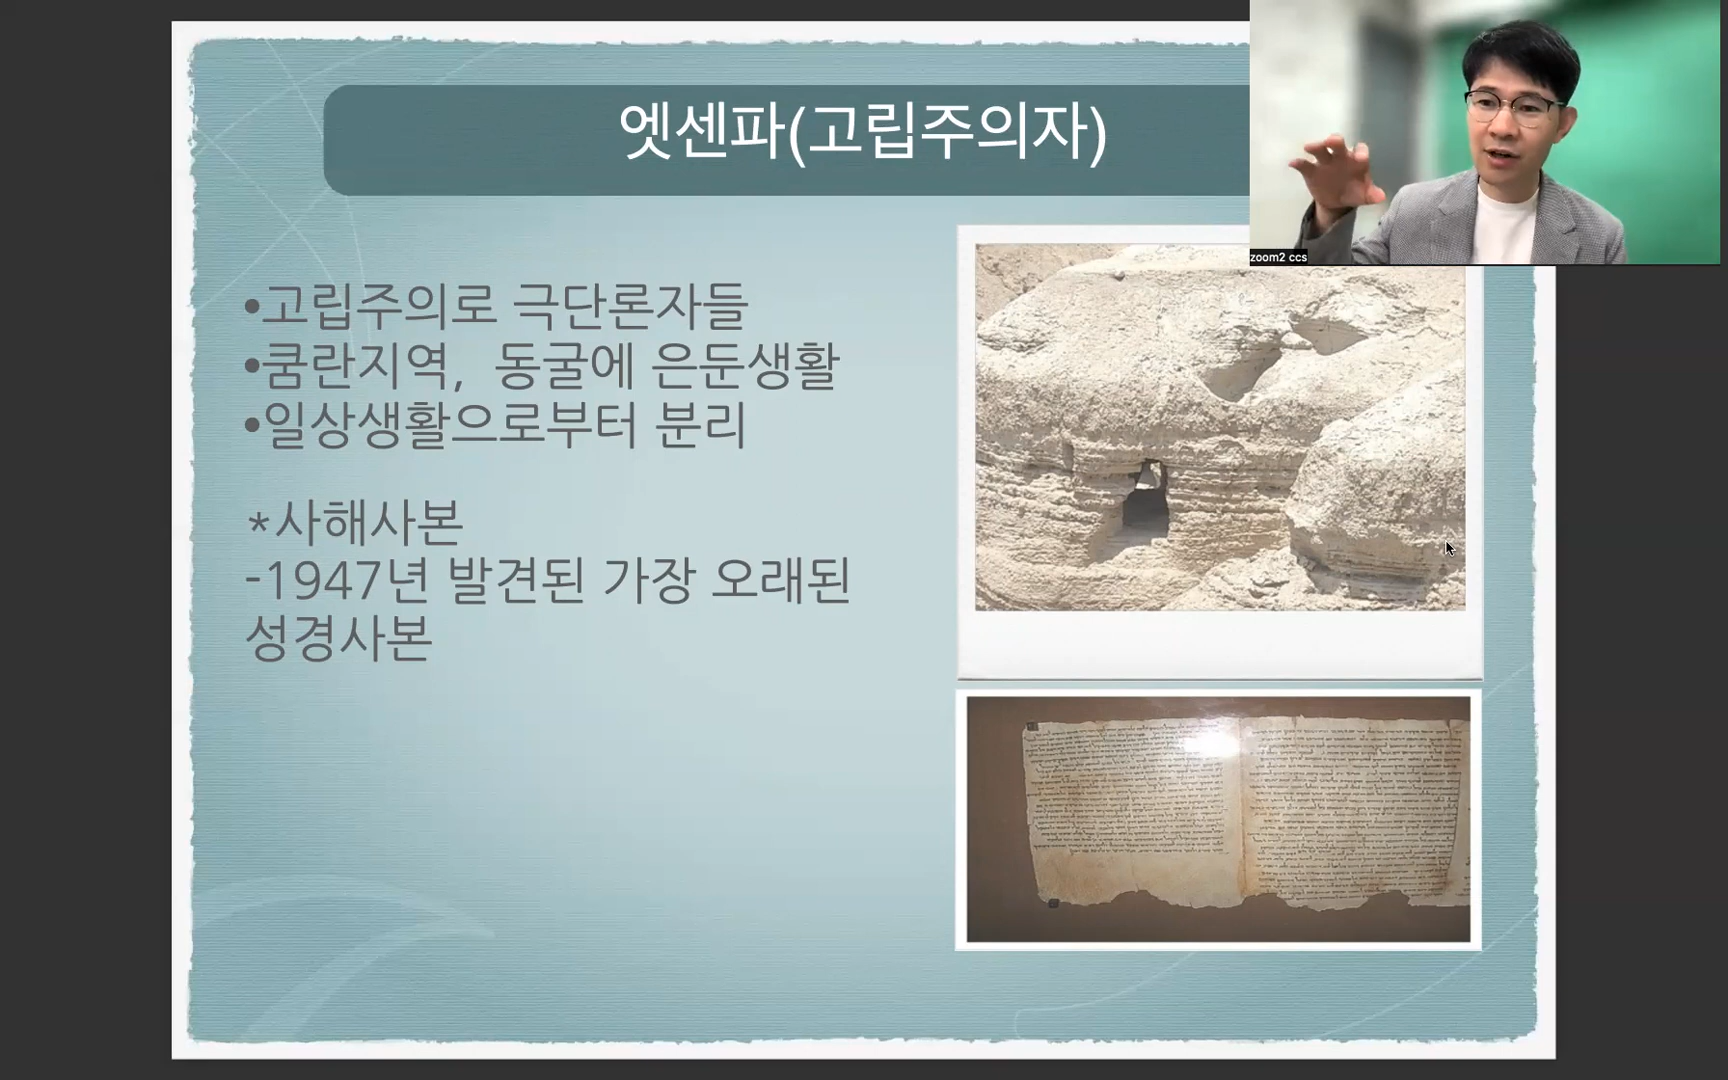 엣센파(고립주의자)
zoom2 ccs
•고립주의로 극단론자들
•쿰란지역, 동굴에 은둔생활
•일상생활으로부터 분리
*사해사본
-1947년 발견된 가장 오래된
성경사본